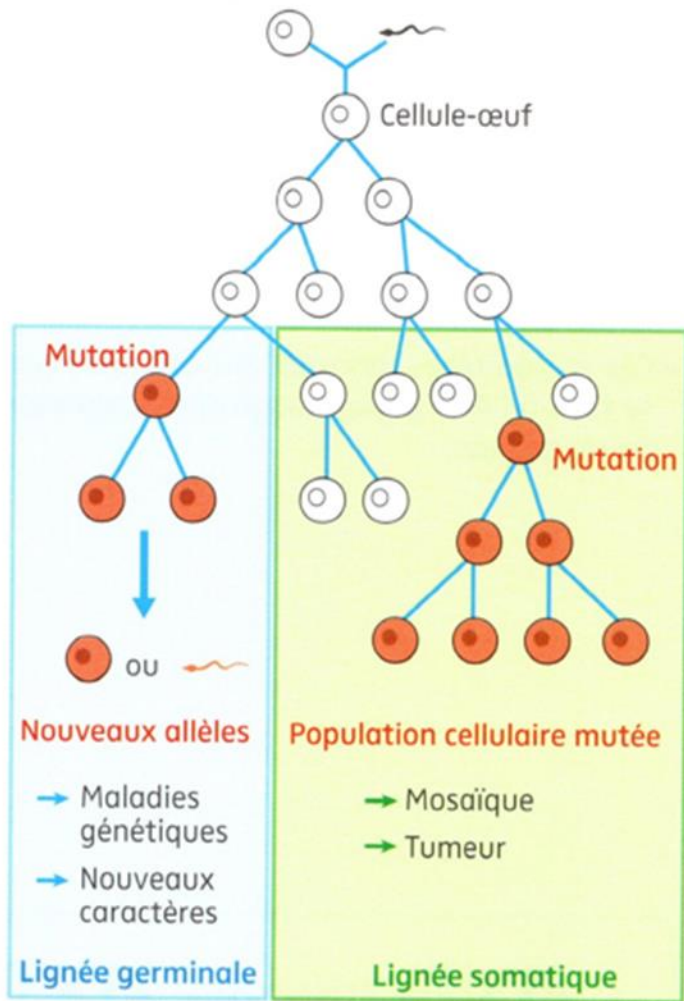 Cellule-œuf
Mutation
Mutation
ou
Nouveaux allèles
→ Maladies
génétiques
→ Nouveaux
caractères
Lignée germinale
Population cellulaire mutée
→ Mosaïque
→ Tumeur
Lignée somatique